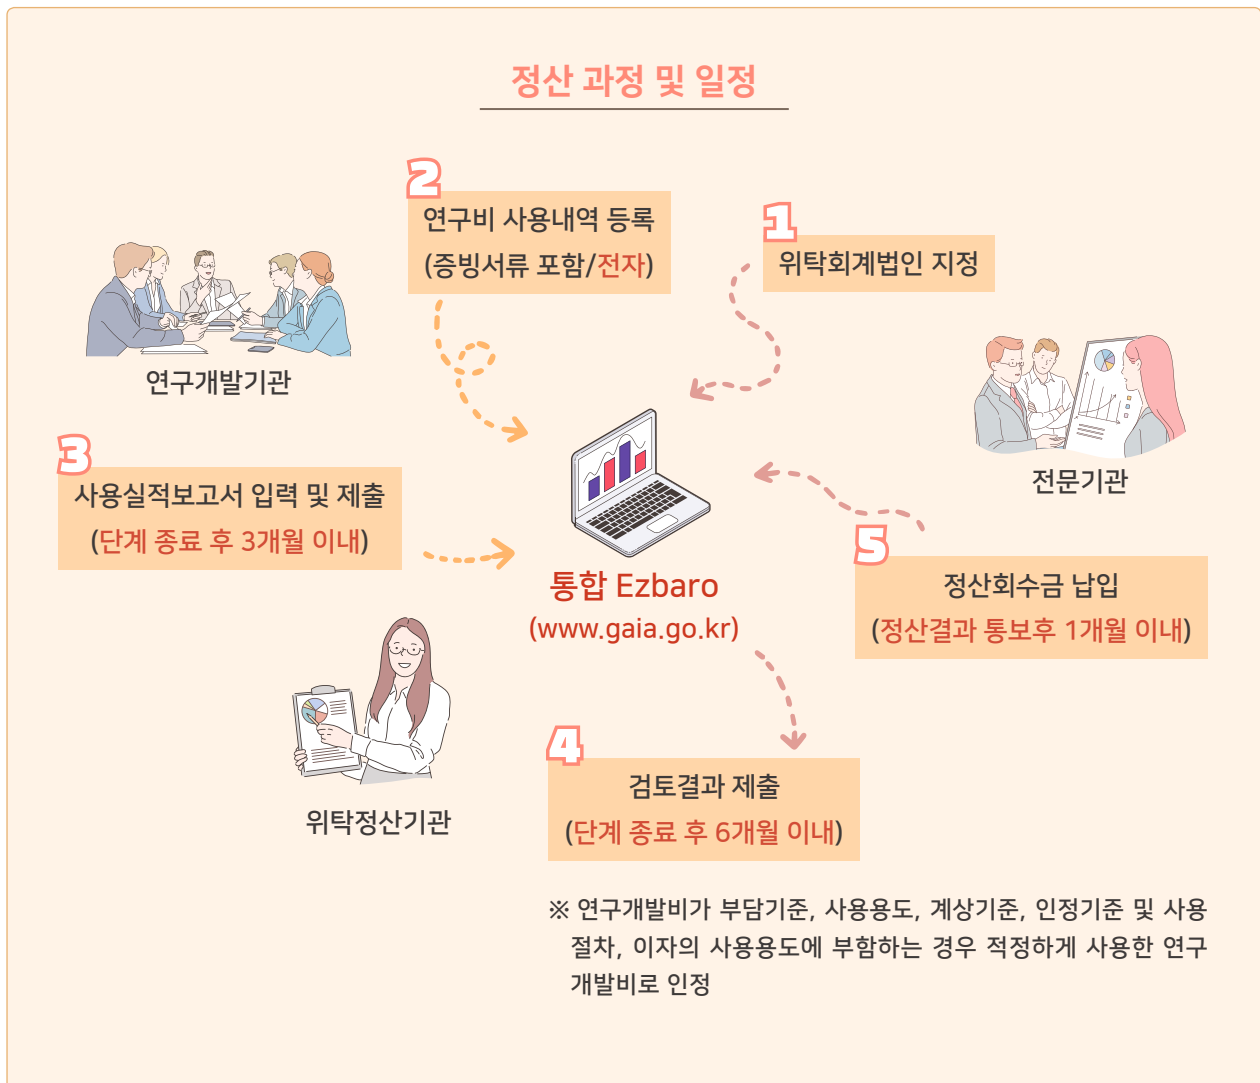 정산 과정 및 일정
2
연구비 사용내역 등록
(증빙서류 포함/전자)
1
위탁회계법인 지정
연구개발기관
전문기관
3
사용실적보고서 입력 및 제출
(단계 종료 후 3개월 이내)
통합 Ezbaro
(www.gaia.go.kr)
5
정산회수금 납입
(정산결과 통보후 1개월 이내)
위탁정산기관
4
검토결과 제출
(단계 종료 후 6개월 이내)
※ 연구개발비가 부담기준, 사용용도, 계상기준, 인정기준 및 사용
절차, 이자의 사용용도에 부합하는 경우 적정하게 사용한 연구
개발비로 인정